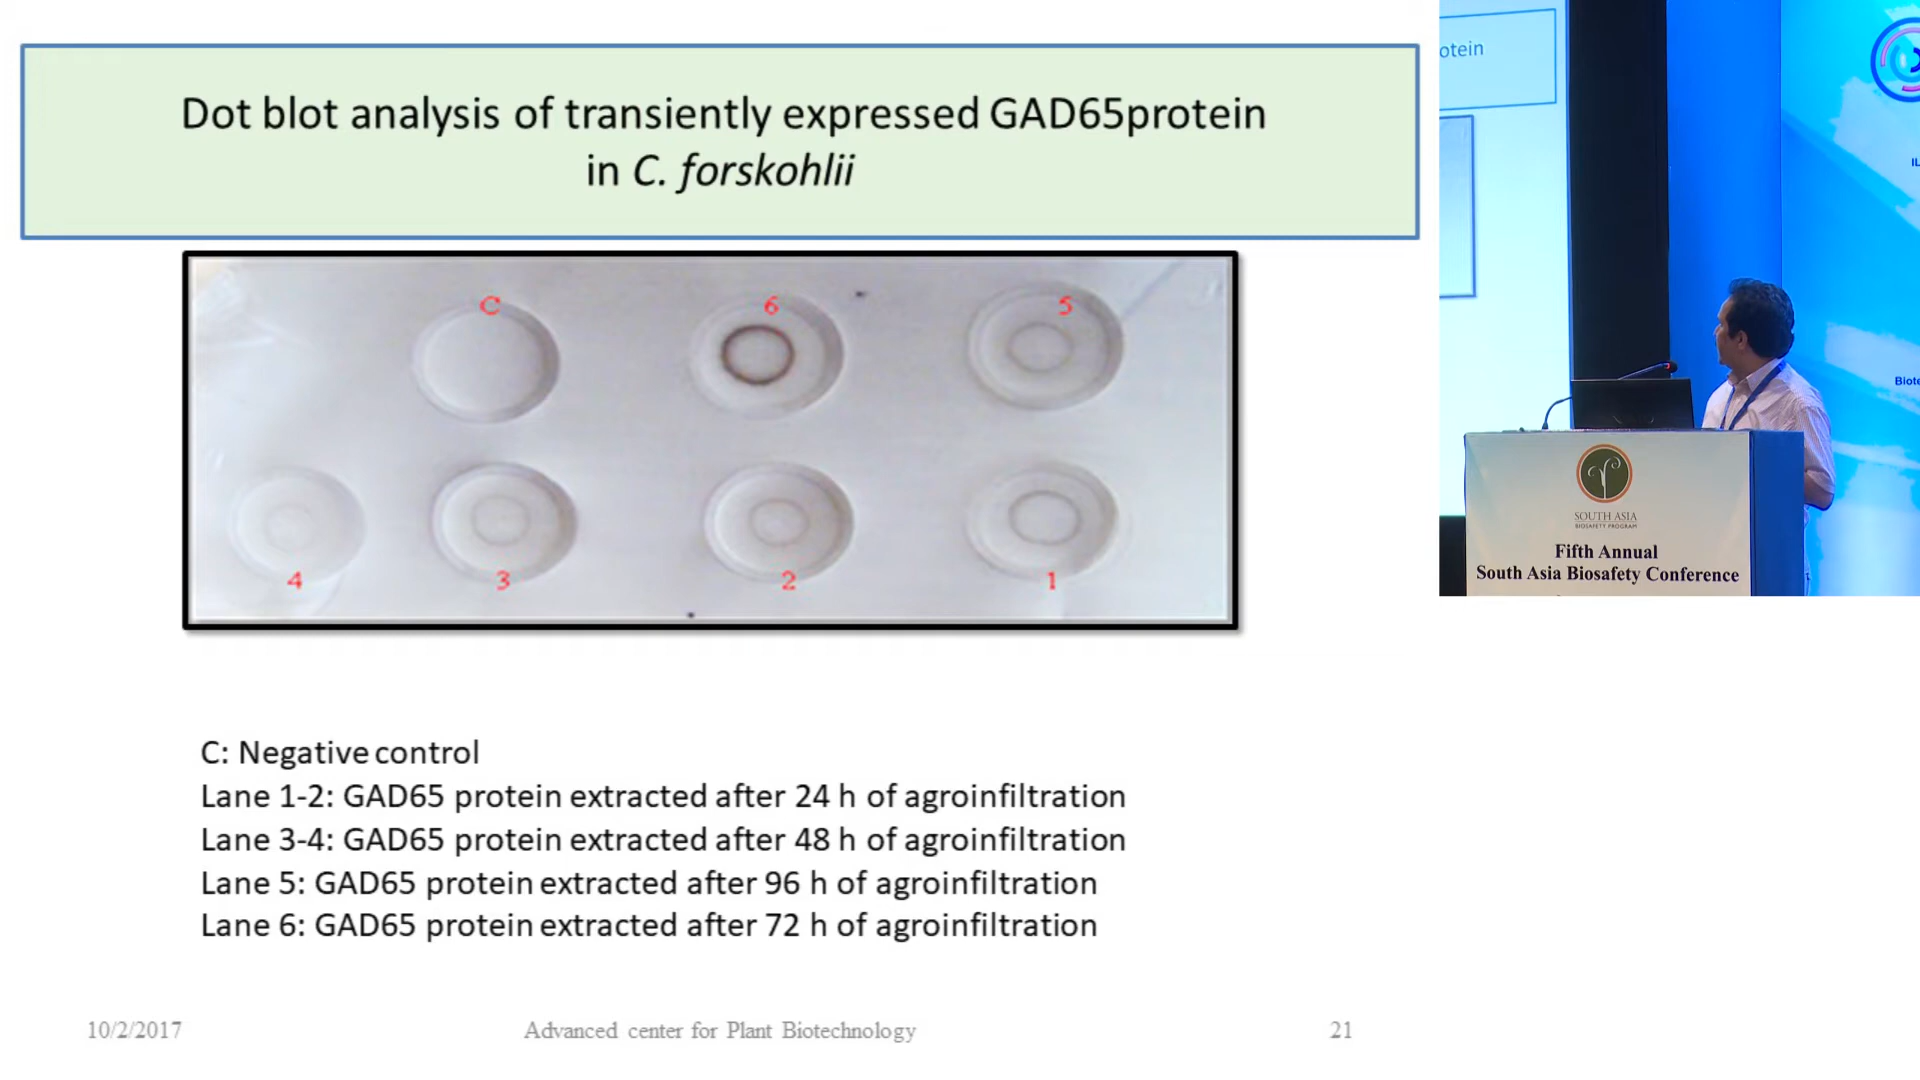 Dot blot analysis of transiently expressed GAD65protein
in C. forskohlii
C
6
5
4
3
2
1
C: Negative control
Lane 1-2: GAD65 protein extracted after 24 h of agroinfiltration
Lane 3-4: GAD65 protein extracted after 48 h of agroinfiltration
Lane 5: GAD65 protein extracted after 96 h of agroinfiltration
Lane 6: GAD65 protein extracted after 72 h of agroinfiltration
10/2/2017
Advanced center for Plant Biotechnology
21
otein
IL
Biote
SOUTH ASIA
BIOSAFETY PROGRAM
Fifth Annual
South Asia Biosafety Conference